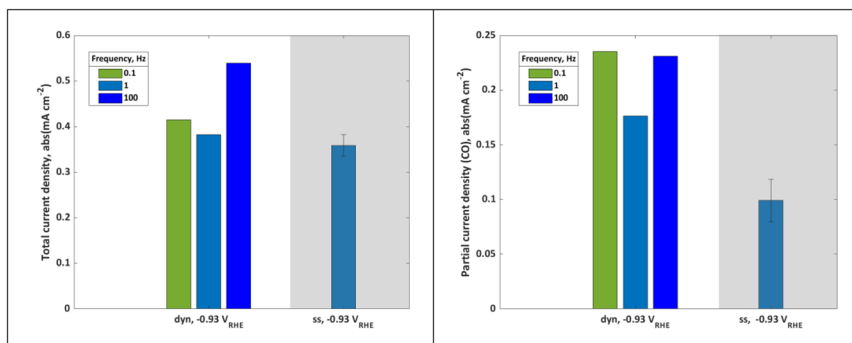 Total current density, abs(mA cm⁻²)
0.6
0.5
0.4
0.3
0.2
0.1
0
Frequency, Hz
0.1
1
100
dyn, -0.93 V_RHE
ss, -0.93 V_RHE
Partial current density (CO), abs(mA cm⁻²)
0.25
0.2
0.15
0.1
0.05
0
Frequency, Hz
0.1
1
100
dyn, -0.93 V_RHE
ss, -0.93 V_RHE